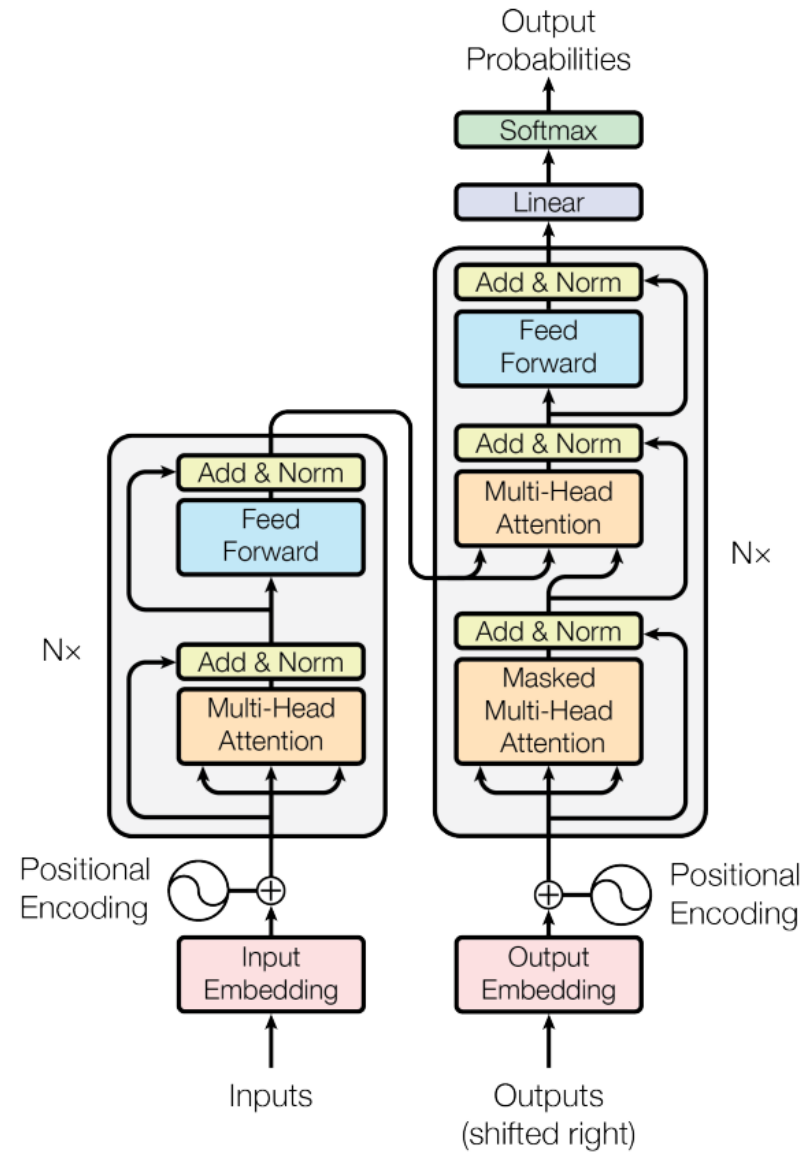 Output
Probabilities
Softmax
Linear
Add & Norm
Feed
Forward
Add & Norm
Multi-Head
Attention
Add & Norm
Masked
Multi-Head
Attention
N×
Add & Norm
Feed
Forward
Add & Norm
Multi-Head
Attention
N×
Positional
Encoding
Positional
Encoding
Input
Embedding
Output
Embedding
Inputs
Outputs
(shifted right)